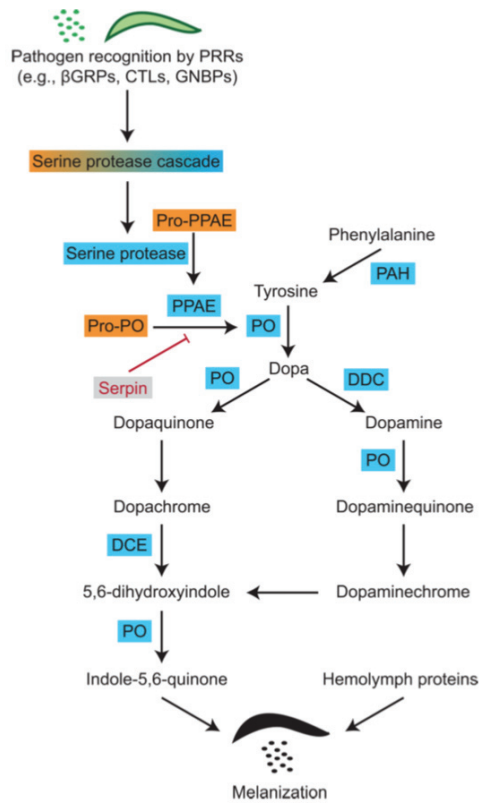 Pathogen recognition by PRRs
(e.g., βGRPs, CTLs, GNBPs)
Serine protease cascade
Pro-PPAE
Serine protease
Phenylalanine
PAH
PPAE
Tyrosine
Pro-PO
PO
Serpin
Dopa
PO
DDC
Dopaquinone
Dopamine
PO
Dopachrome
Dopaminequinone
DCE
5,6-dihydroxyindole
Dopaminechrome
PO
Indole-5,6-quinone
Hemolymph proteins
Melanization